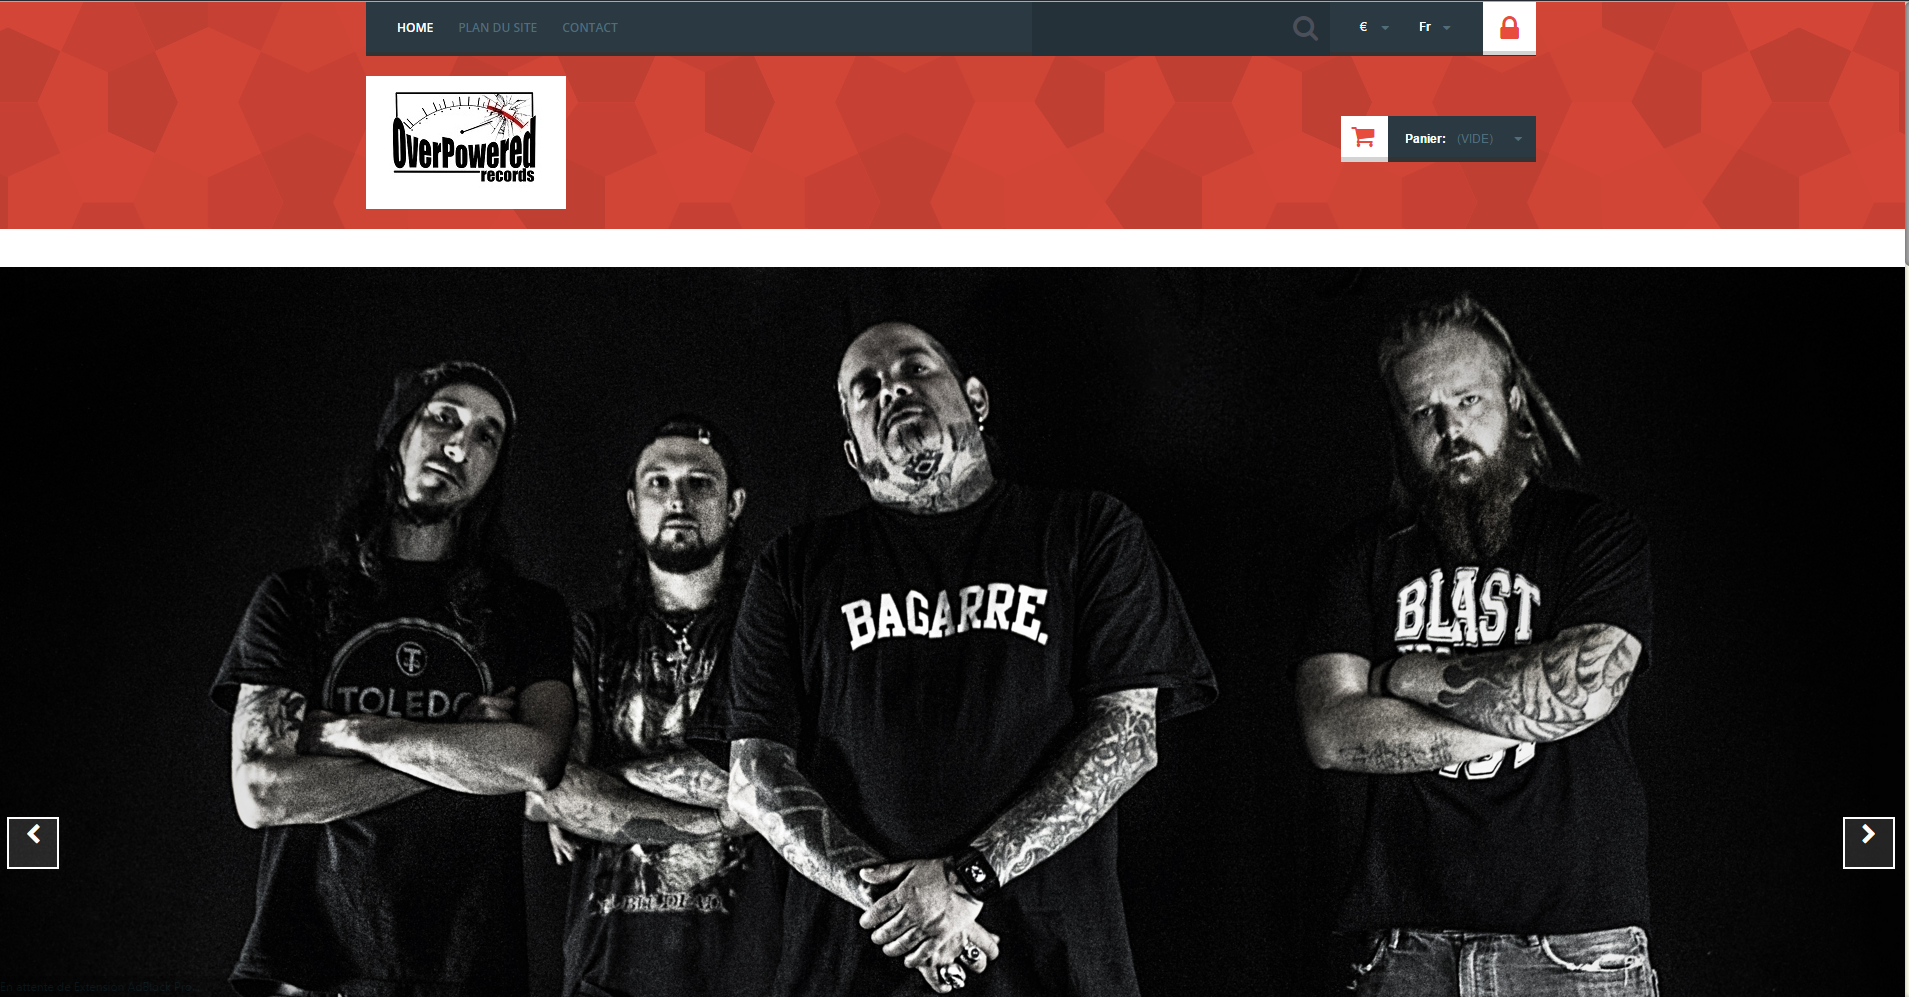 HOME PLAN DU SITE CONTACT
€ Fr
OverPowered
records
Panier: (VIDE)
BAGARRE.
BLAST
TOLEDO
En attente de Extension AdBlock Pro...